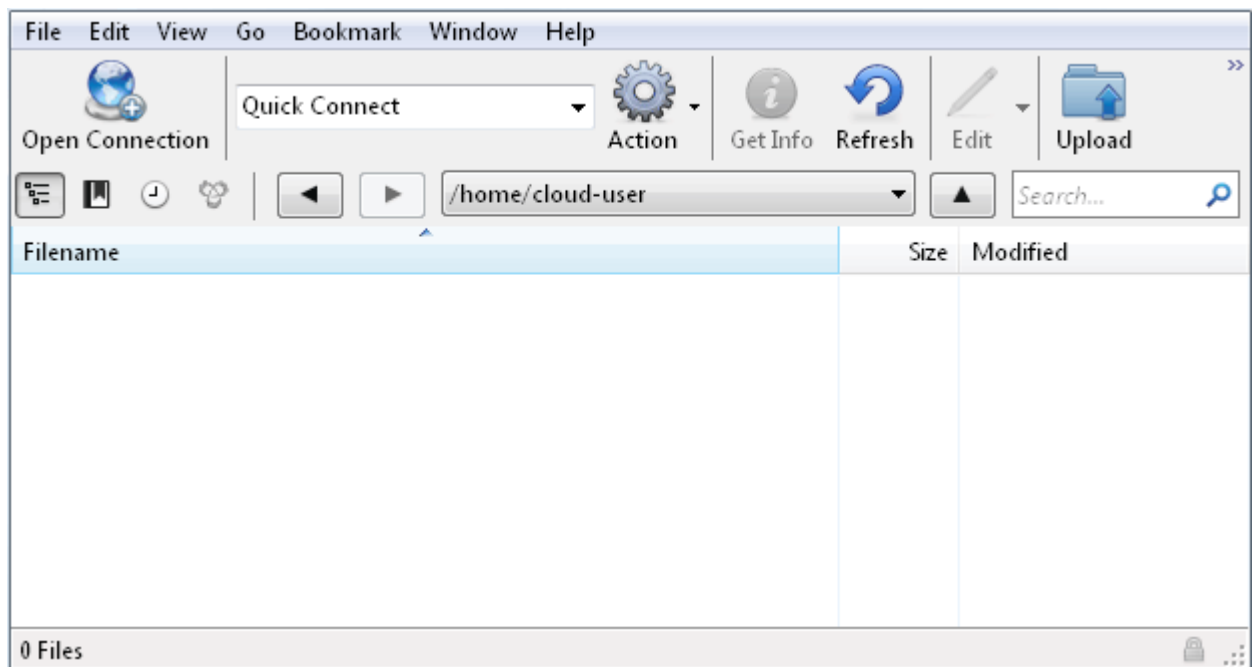 File Edit View Go Bookmark Window Help
Quick Connect
Open Connection Action Get Info Refresh Edit Upload
/home/cloud-user Search...
Filename Size Modified
0 Files